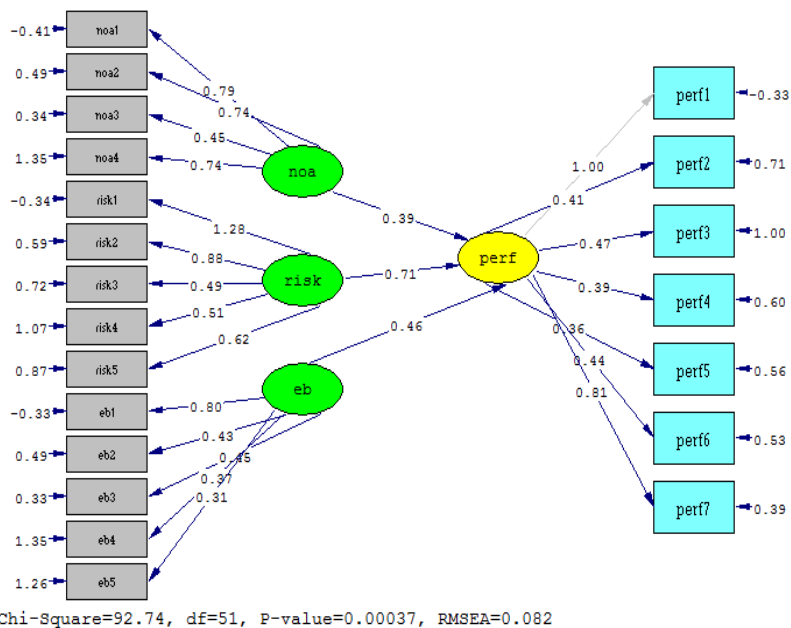 -0.41 noa1
0.49 noa2
0.34 noa3
1.35 noa4
-0.34 risk1
0.59 risk2
0.72 risk3
1.07 risk4
0.87 risk5
-0.33 eb1
0.49 eb2
0.33 eb3
1.35 eb4
1.26 eb5
0.79
0.74
0.45
0.74
1.28
0.88
0.49
0.51
0.62
0.80
0.43
0.45
0.37
0.31
noa
risk
eb
0.39
0.71
0.46
perf
1.00
0.41
0.47
0.39
0.36
0.44
0.81
perf1 -0.33
perf2 0.71
perf3 1.00
perf4 0.60
perf5 0.56
perf6 0.53
perf7 0.39
Chi-Square=92.74, df=51, P-value=0.00037, RMSEA=0.082